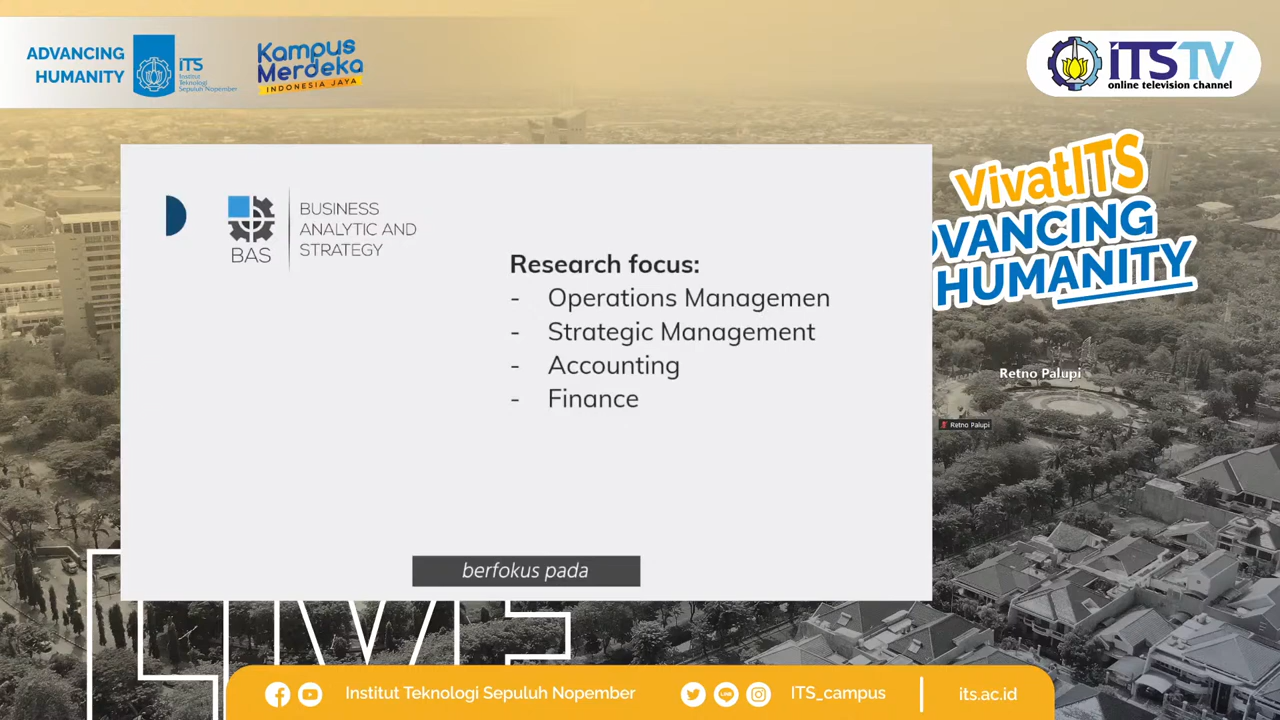 ADVANCING
HUMANITY
ITS
Institut
Teknologi
Sepuluh Nopember
Kampus
Merdeka
INDONESIA JAYA
ITSTV
online television channel
VivatITS
DVANCING
HUMANITY
BAS
BUSINESS
ANALYTIC AND
STRATEGY
Research focus:
- Operations Managemen
- Strategic Management
- Accounting
- Finance
Retno Palupi
Retno Palupi
berfokus pada
LIVE
Institut Teknologi Sepuluh Nopember
ITS_campus
its.ac.id